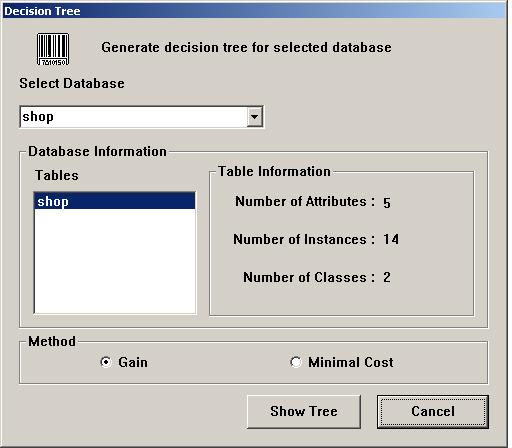 Decision Tree
Generate decision tree for selected database
Select Database
shop
Database Information
Tables
shop
Table Information
Number of Attributes : 5
Number of Instances : 14
Number of Classes : 2
Method
Gain
Minimal Cost
Show Tree
Cancel